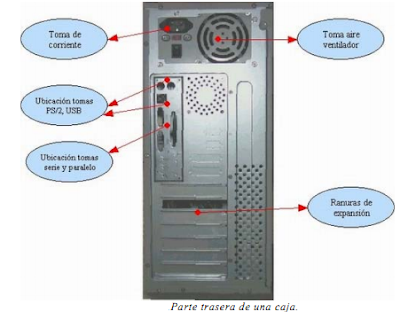 Toma de
corriente
Toma aire
ventilador
Ubicación tomas
PS/2, USB
Ubicación tomas
serie y paralelo
Ranuras de
expansión
Parte trasera de una caja.